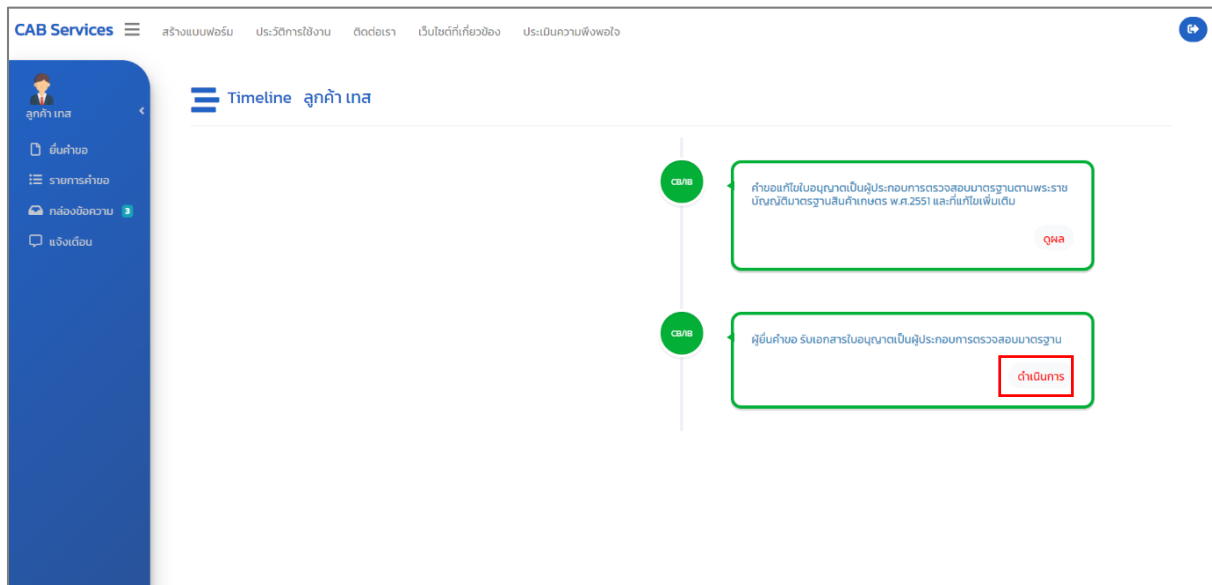 CAB Services สร้างแบบฟอร์ม ประวัติการใช้งาน ติดต่อเรา เว็บไซต์ที่เกี่ยวข้อง ประเมินความพึงพอใจ
ลูกค้า เทส
ยื่นคำขอ
รายการคำขอ
กล่องข้อความ 3
แจ้งเตือน
Timeline ลูกค้า เทส
CB/IB
คำขอแก้ไขใบอนุญาตเป็นผู้ประกอบการตรวจสอบมาตรฐานตามพระราช
บัญญัติมาตรฐานสินค้าเกษตร พ.ศ.2551 และที่แก้ไขเพิ่มเติม
ดูผล
CB/IB
ผู้ยื่นคำขอ รับเอกสารใบอนุญาตเป็นผู้ประกอบการตรวจสอบมาตรฐาน
ดำเนินการ